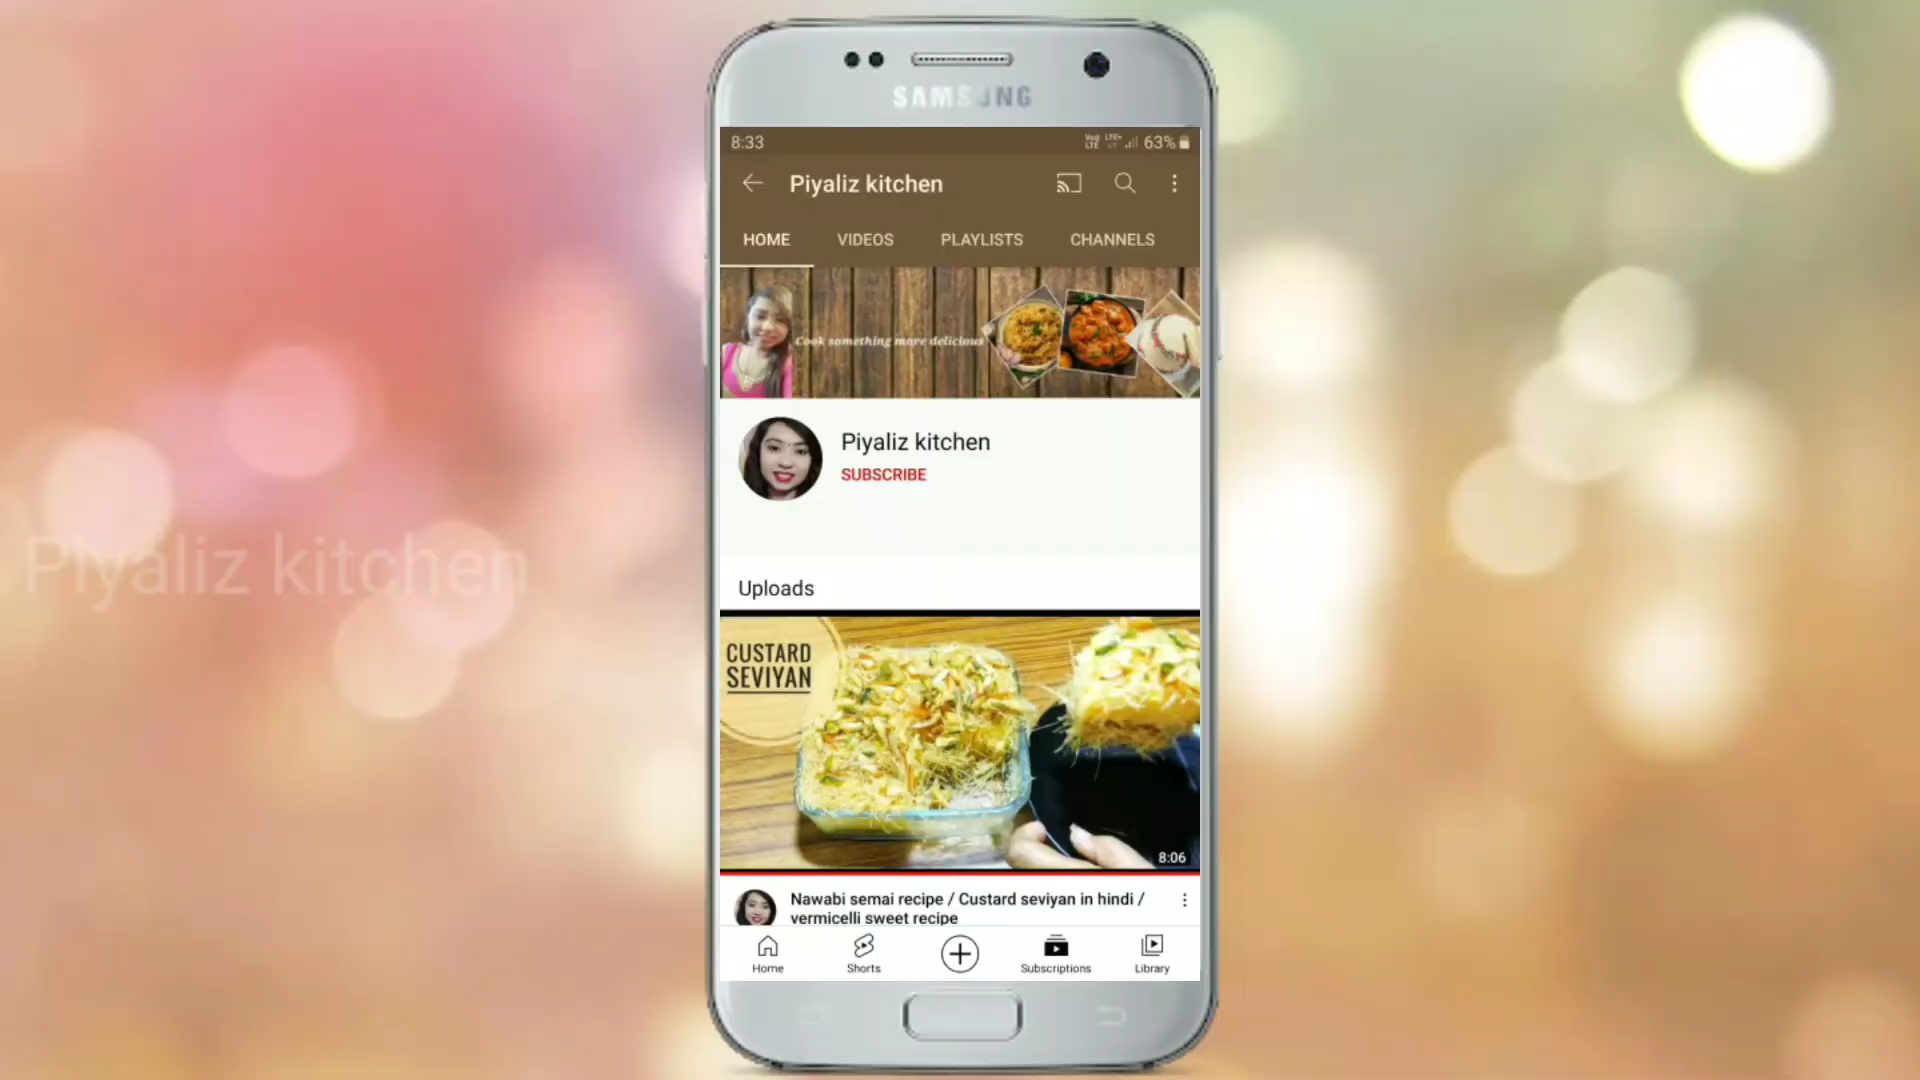 SAMSUNG
8:33
63%
Piyaliz kitchen
HOME VIDEOS PLAYLISTS CHANNELS
Cook something more delicious
Piyaliz kitchen
SUBSCRIBE
Piyaliz kitchen
Uploads
CUSTARD
SEVIYAN
8:06
Nawabi semai recipe / Custard seviyan in hindi /
vermicelli sweet recipe
Home Shorts Subscriptions Library